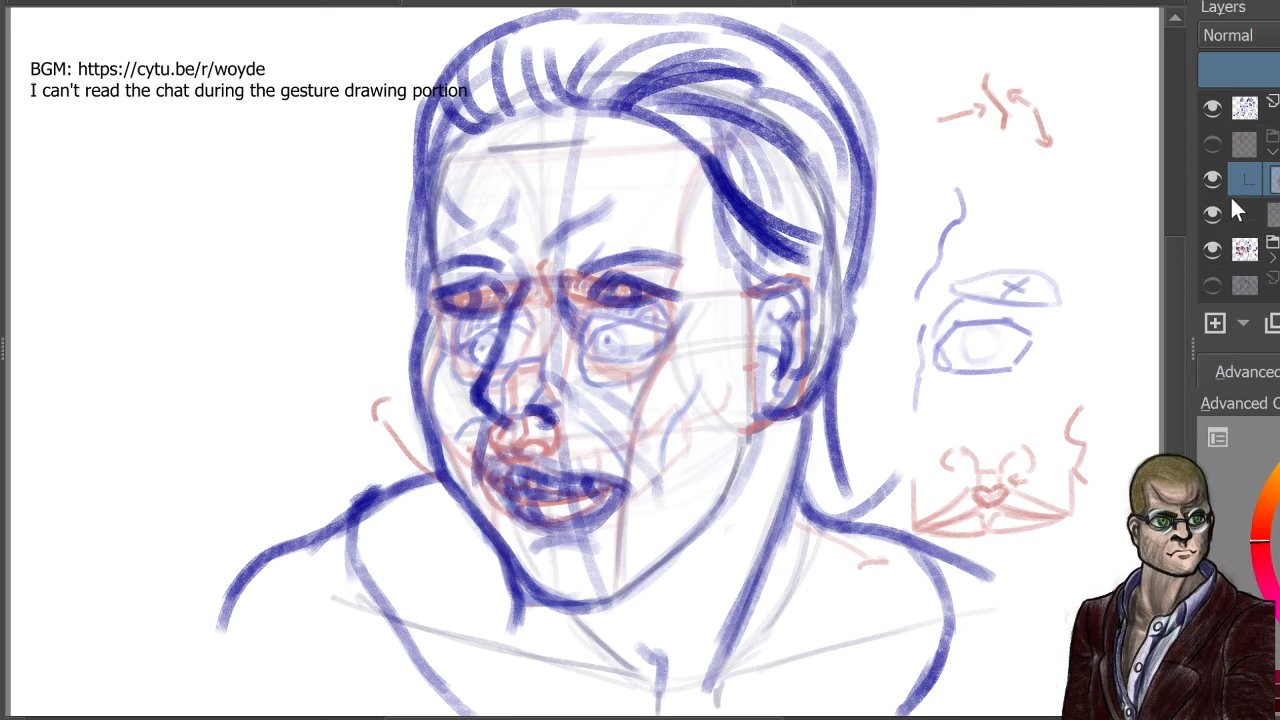 BGM: https://cytu.be/r/woyde
I can't read the chat during the gesture drawing portion
Layers
Normal
Advanced
Advanced C